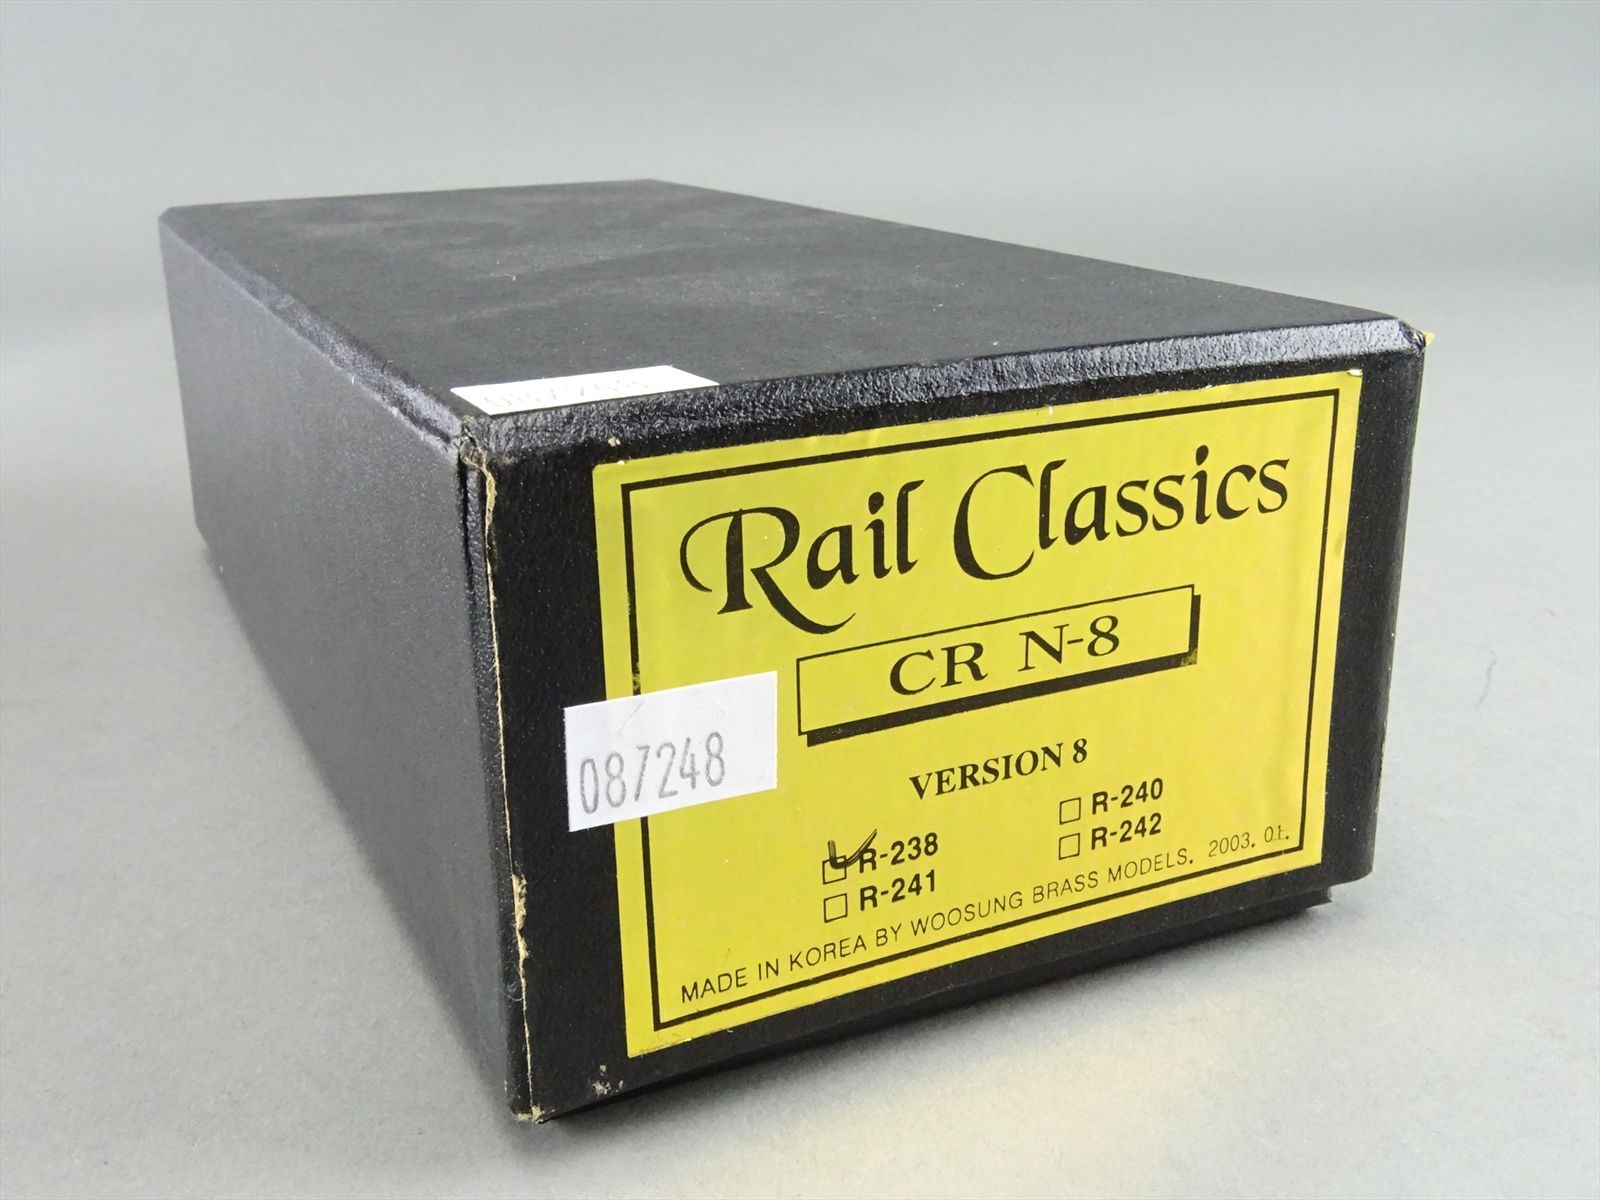 087248
Rail Classics
CR N-8
087248
VERSION 8
R-238
R-240
R-241
R-242
MADE IN KOREA BY WOOSUNG BRASS MODELS. 2003. 01.